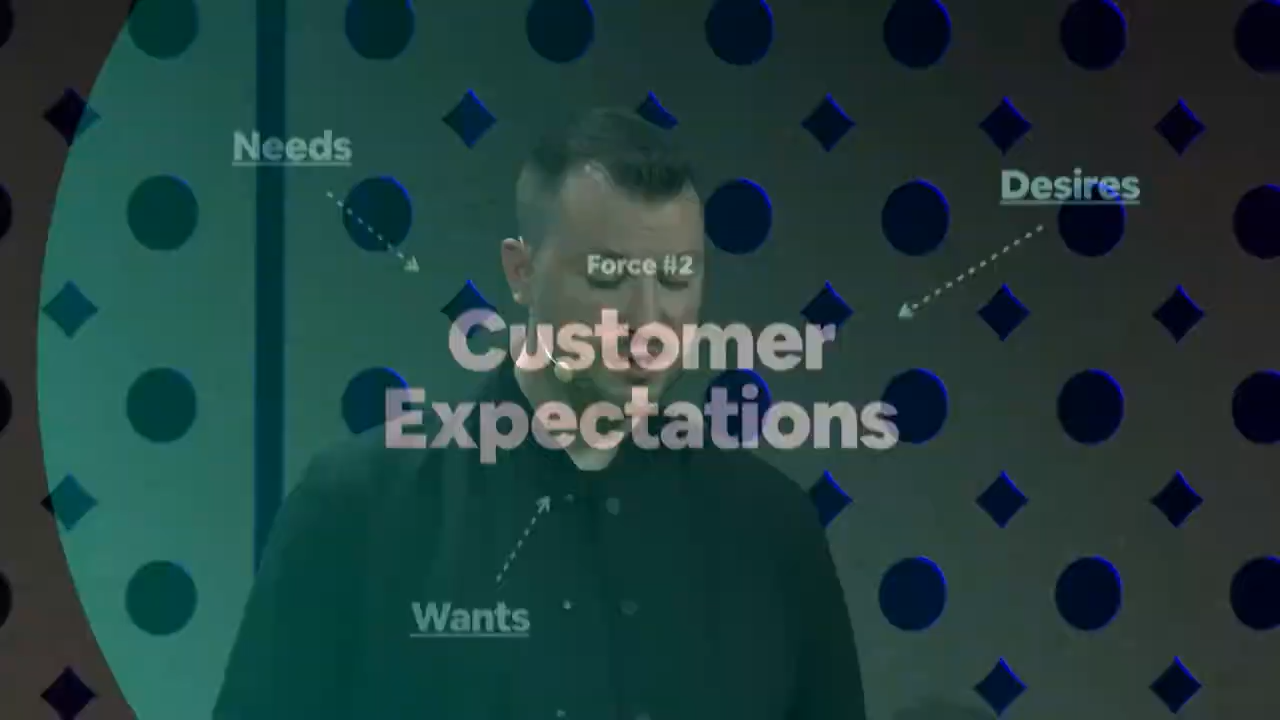 Needs
Desires
Force #2
Customer
Expectations
Wants